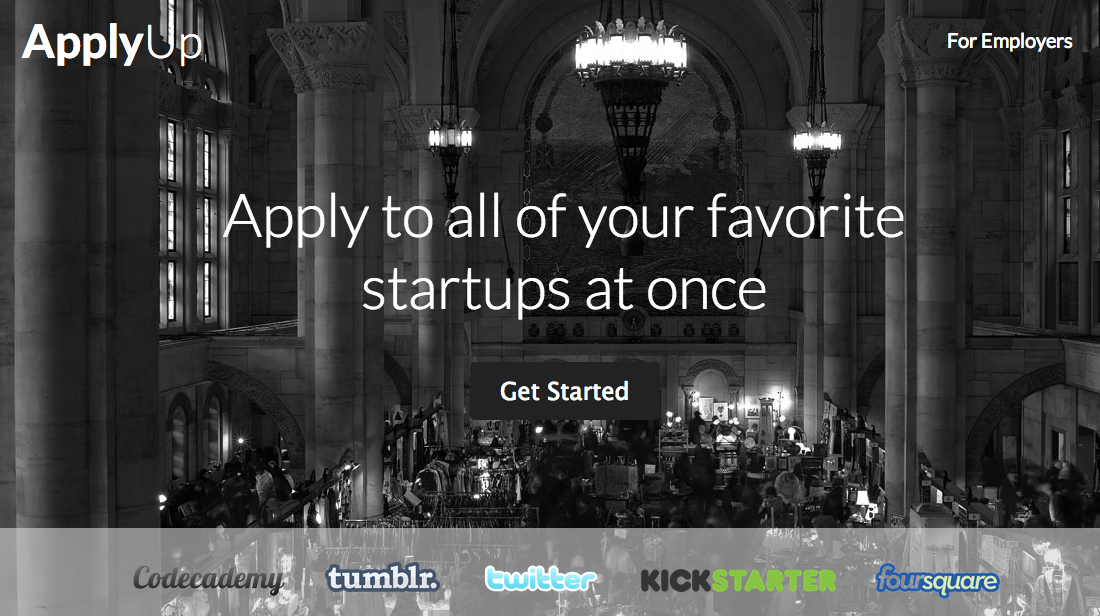 ApplyUp
For Employers
Apply to all of your favorite
startups at once
Get Started
Codecademy
tumblr.
twitter
KICKSTARTER
foursquare